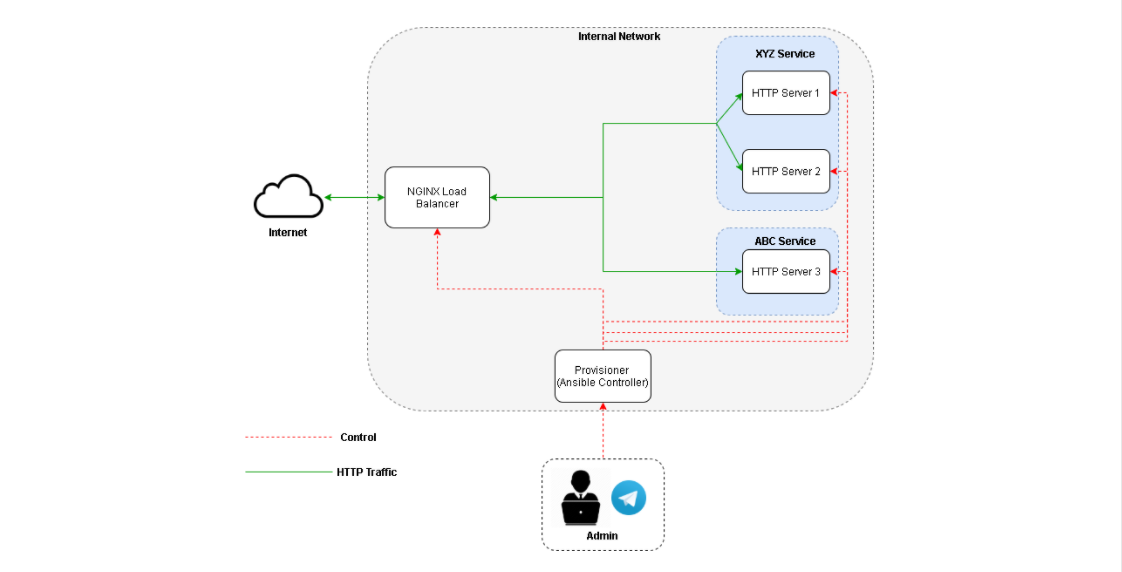 Internal Network
XYZ Service
HTTP Server 1
HTTP Server 2
NGINX Load
Balancer
Internet
ABC Service
HTTP Server 3
Provisioner
(Ansible Controller)
Control
HTTP Traffic
Admin